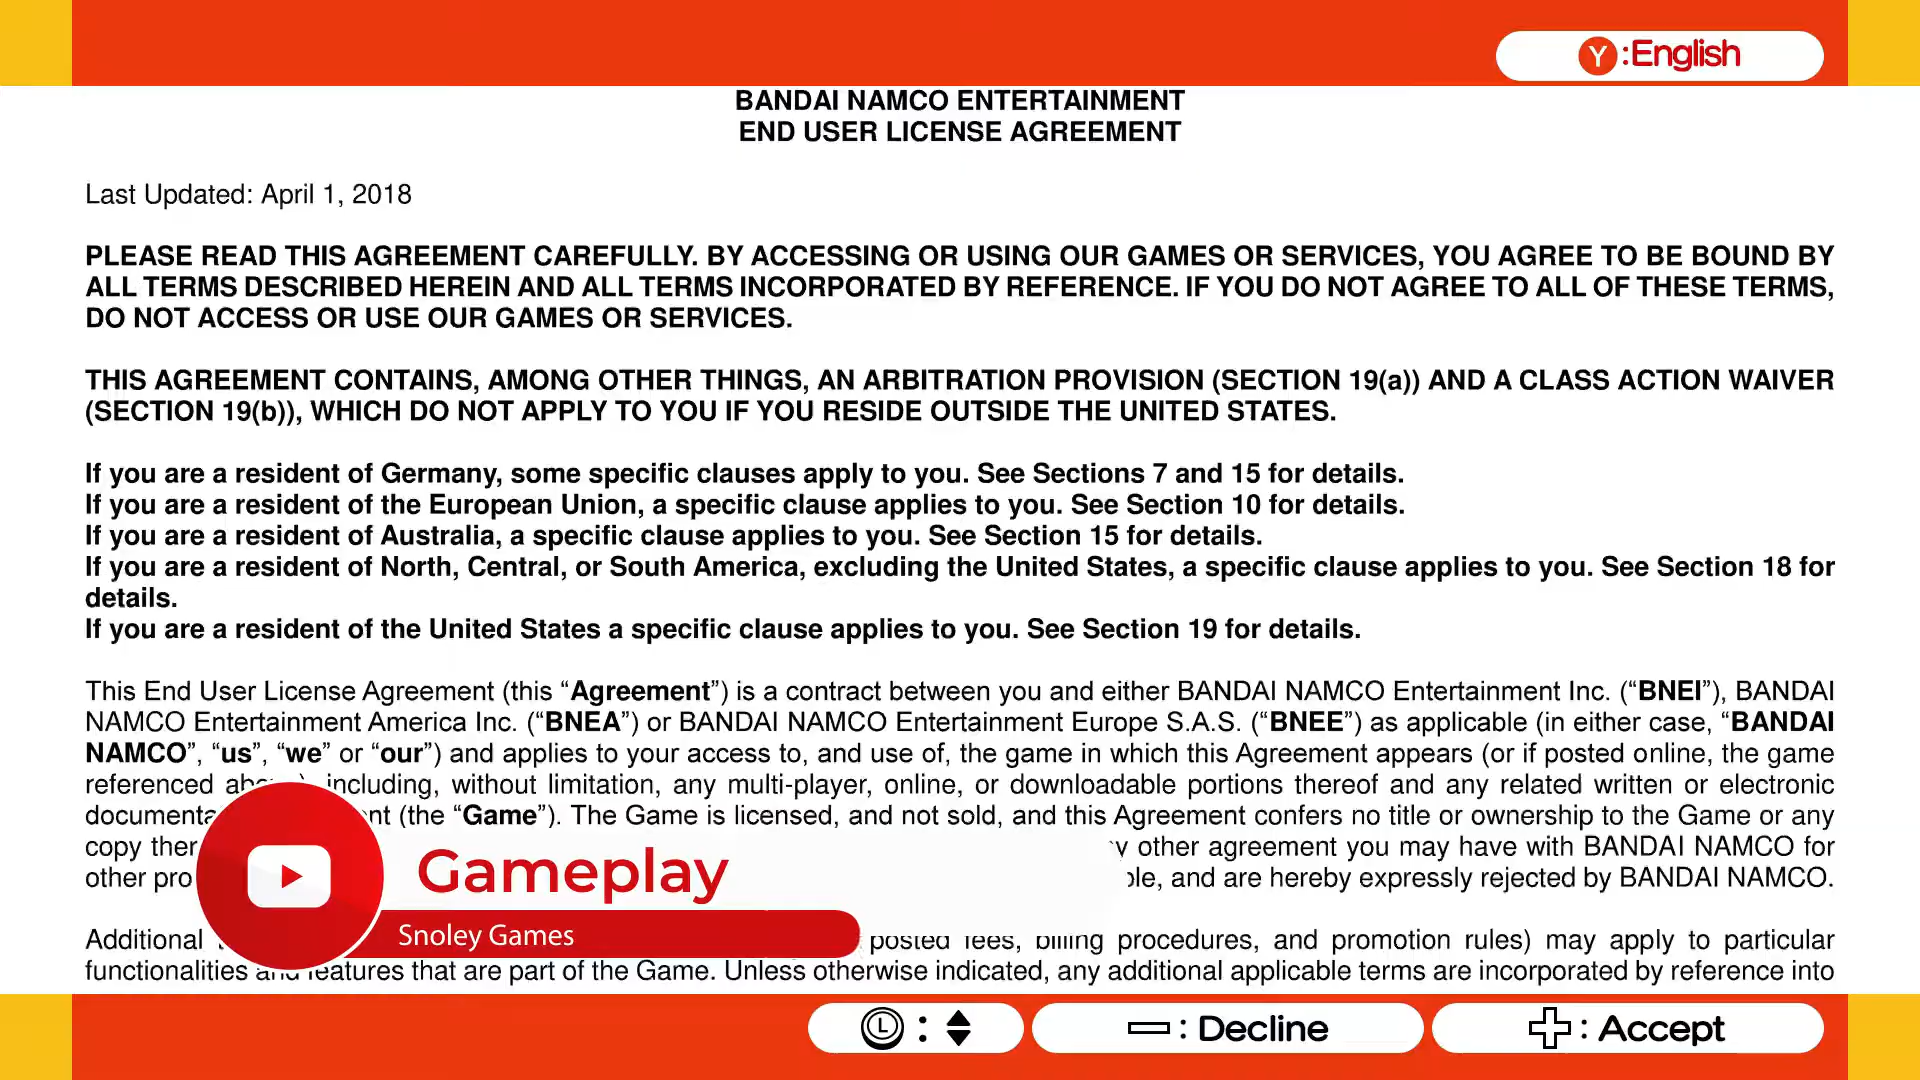 Y:English
BANDAI NAMCO ENTERTAINMENT
END USER LICENSE AGREEMENT
Last Updated: April 1, 2018
PLEASE READ THIS AGREEMENT CAREFULLY. BY ACCESSING OR USING OUR GAMES OR SERVICES, YOU AGREE TO BE BOUND BY
ALL TERMS DESCRIBED HEREIN AND ALL TERMS INCORPORATED BY REFERENCE. IF YOU DO NOT AGREE TO ALL OF THESE TERMS,
DO NOT ACCESS OR USE OUR GAMES OR SERVICES.
THIS AGREEMENT CONTAINS, AMONG OTHER THINGS, AN ARBITRATION PROVISION (SECTION 19(a)) AND A CLASS ACTION WAIVER
(SECTION 19(b)), WHICH DO NOT APPLY TO YOU IF YOU RESIDE OUTSIDE THE UNITED STATES.
If you are a resident of Germany, some specific clauses apply to you. See Sections 7 and 15 for details.
If you are a resident of the European Union, a specific clause applies to you. See Section 10 for details.
If you are a resident of Australia, a specific clause applies to you. See Section 15 for details.
If you are a resident of North, Central, or South America, excluding the United States, a specific clause applies to you. See Section 18 for
details.
If you are a resident of the United States a specific clause applies to you. See Section 19 for details.
This End User License Agreement (this “Agreement”) is a contract between you and either BANDAI NAMCO Entertainment Inc. (“BNEI”), BANDAI
NAMCO Entertainment America Inc. (“BNEA”) or BANDAI NAMCO Entertainment Europe S.A.S. (“BNEE”) as applicable (in either case, “BANDAI
NAMCO”, “us”, “we” or “our”) and applies to your access to, and use of, the game in which this Agreement appears (or if posted online, the game
referenced including, without limitation, any multi-player, online, or downloadable portions thereof and any related written or electronic
(the “Game”). The Game is licensed, and not sold, and this Agreement confers no title or ownership to the Game or any
copy other agreement you may have with BANDAI NAMCO for
other and are hereby expressly rejected by BANDAI NAMCO.
Gameplay
Snoley Games
Additional posted fees, billing procedures, and promotion rules) may apply to particular
functionalities and features that are part of the Game. Unless otherwise indicated, any additional applicable terms are incorporated by reference into
L : 
: Decline
: Accept